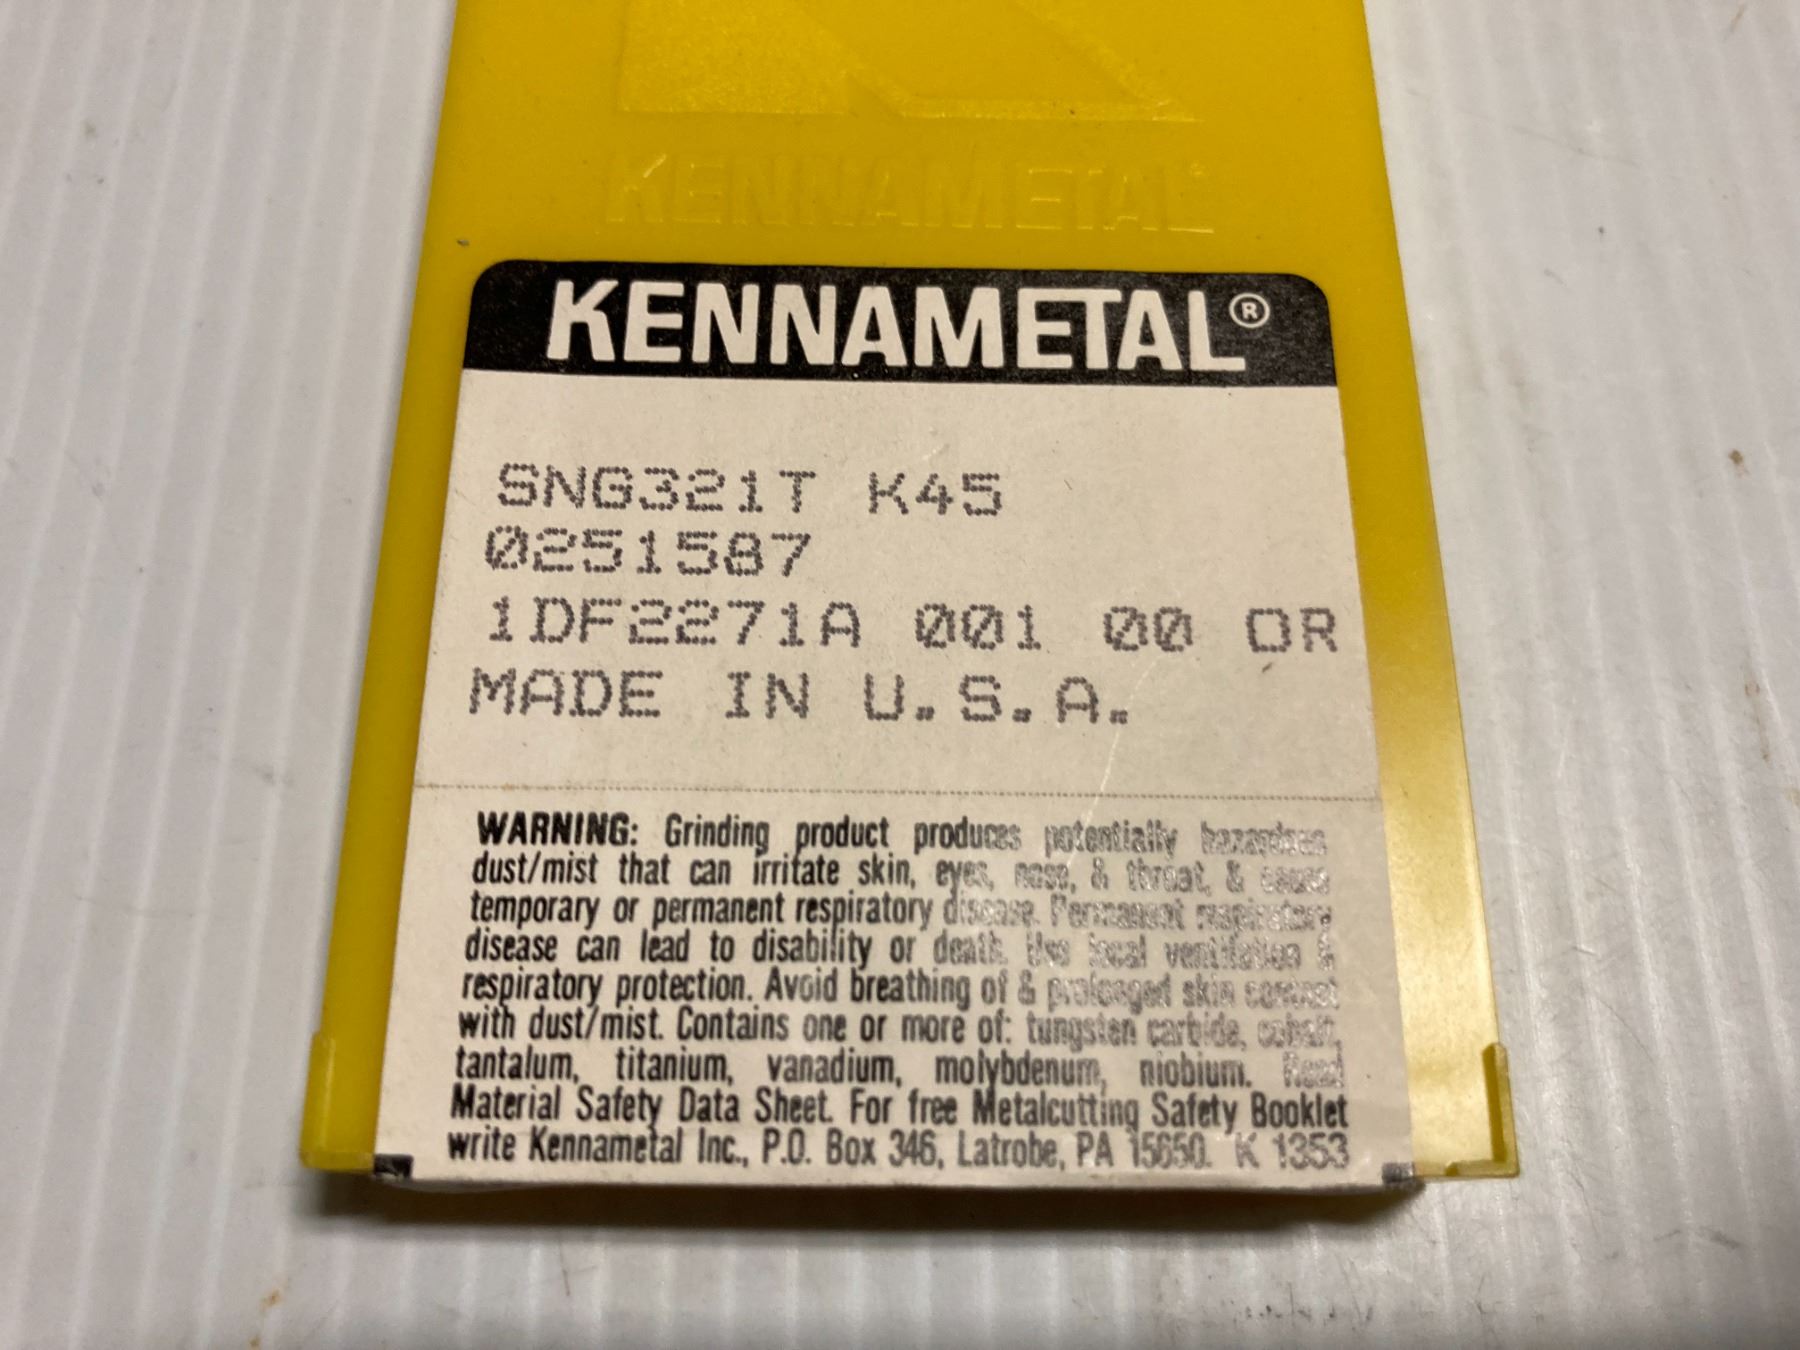 KENNAMETAL
KENNAMETAL®
SNG321T K45
0251587
1DF2271A 001 00 OR
MADE IN U.S.A.
WARNING: Grinding product produces potentially hazardous
dust/mist that can irritate skin, eyes, nose, & throat, & cause
temporary or permanent respiratory disease. Permanent respiratory
disease can lead to disability or death. Use local ventilation &
respiratory protection. Avoid breathing of & prolonged skin contact
with dust/mist. Contains one or more of: tungsten carbide, cobalt,
tantalum, titanium, vanadium, molybdenum, niobium. Read
Material Safety Data Sheet. For free Metalcutting Safety Booklet
write Kennametal Inc., P.O. Box 346, Latrobe, PA 15650. K 1353